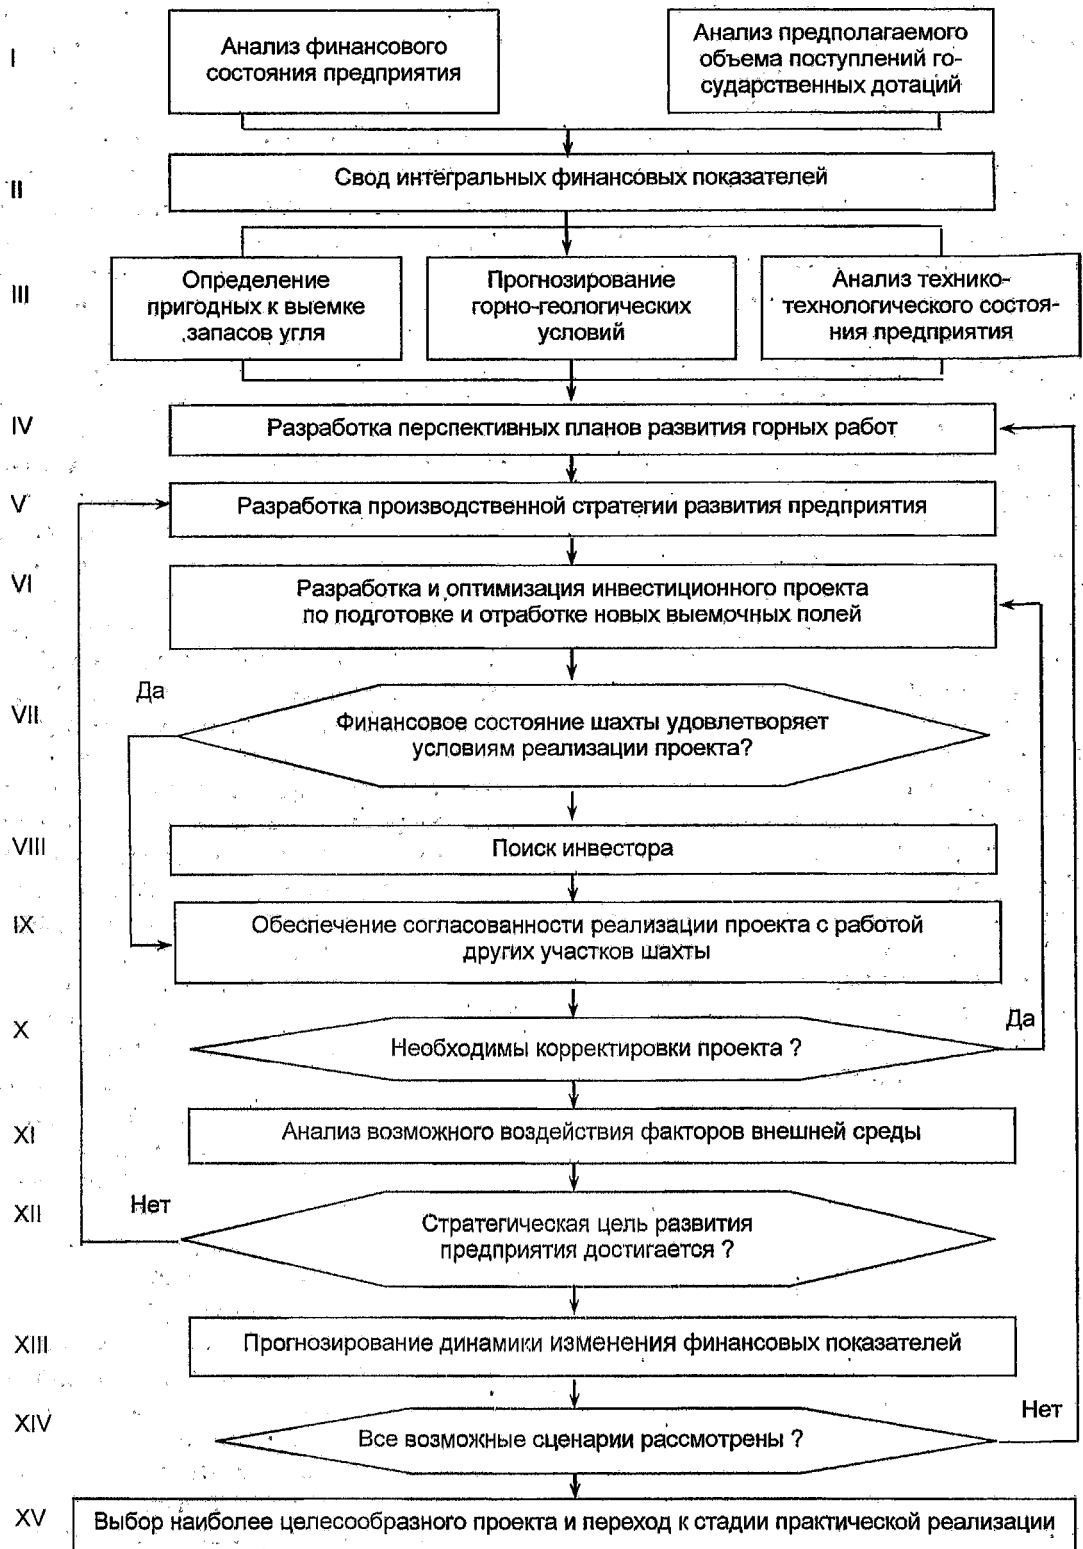 I
Анализ финансового
состояния предприятия
Анализ предполагаемого
объема поступлений го-
сударственных дотаций
II
Свод интегральных финансовых показателей
III
Определение
пригодных к выемке
запасов угля
Прогнозирование
горно-геологических
условий
Анализ технико-
технологического состоя-
ния предприятия
IV
Разработка перспективных планов развития горных работ
V
Разработка производственной стратегии развития предприятия
VI
Разработка и оптимизация инвестиционного проекта
по подготовке и отработке новых выемочных полей
Да
VII
Финансовое состояние шахты удовлетворяет
условиям реализации проекта?
VIII
Поиск инвестора
IX
Обеспечение согласованности реализации проекта с работой
других участков шахты
X
Необходимы корректировки проекта ?
Да
XI
Анализ возможного воздействия факторов внешней среды
XII
Нет
Стратегическая цель развития
предприятия достигается ?
XIII
Прогнозирование динамики изменения финансовых показателей
XIV
Все возможные сценарии рассмотрены ?
Нет
XV
Выбор наиболее целесообразного проекта и переход к стадии практической реализации